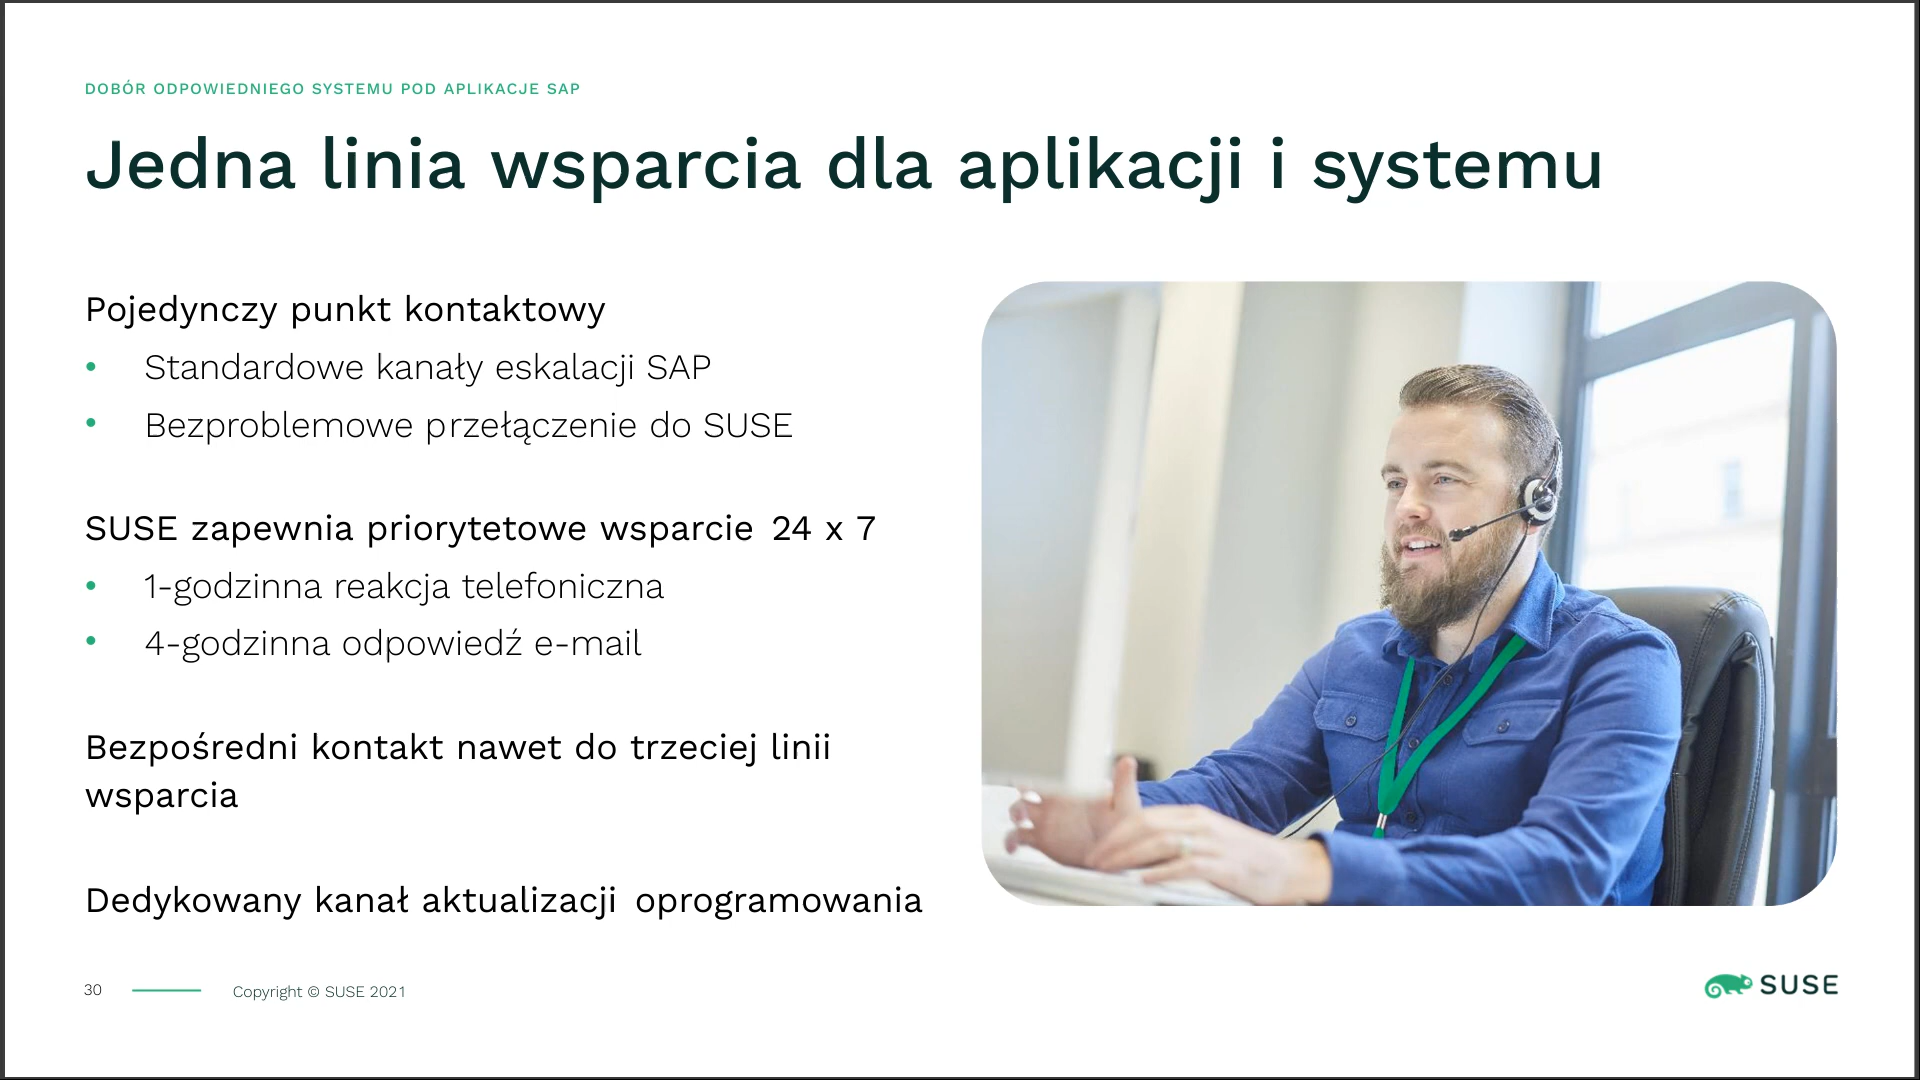 DOBÓR ODPOWIEDNIEGO SYSTEMU POD APLIKACJE SAP
Jedna linia wsparcia dla aplikacji i systemu
Pojedynczy punkt kontaktowy
• Standardowe kanały eskalacji SAP
• Bezproblemowe przełączenie do SUSE
SUSE zapewnia priorytetowe wsparcie 24 x 7
• 1-godzinna reakcja telefoniczna
• 4-godzinna odpowiedź e-mail
Bezpośredni kontakt nawet do trzeciej linii
wsparcia
Dedykowany kanał aktualizacji oprogramowania
30
Copyright © SUSE 2021
SUSE